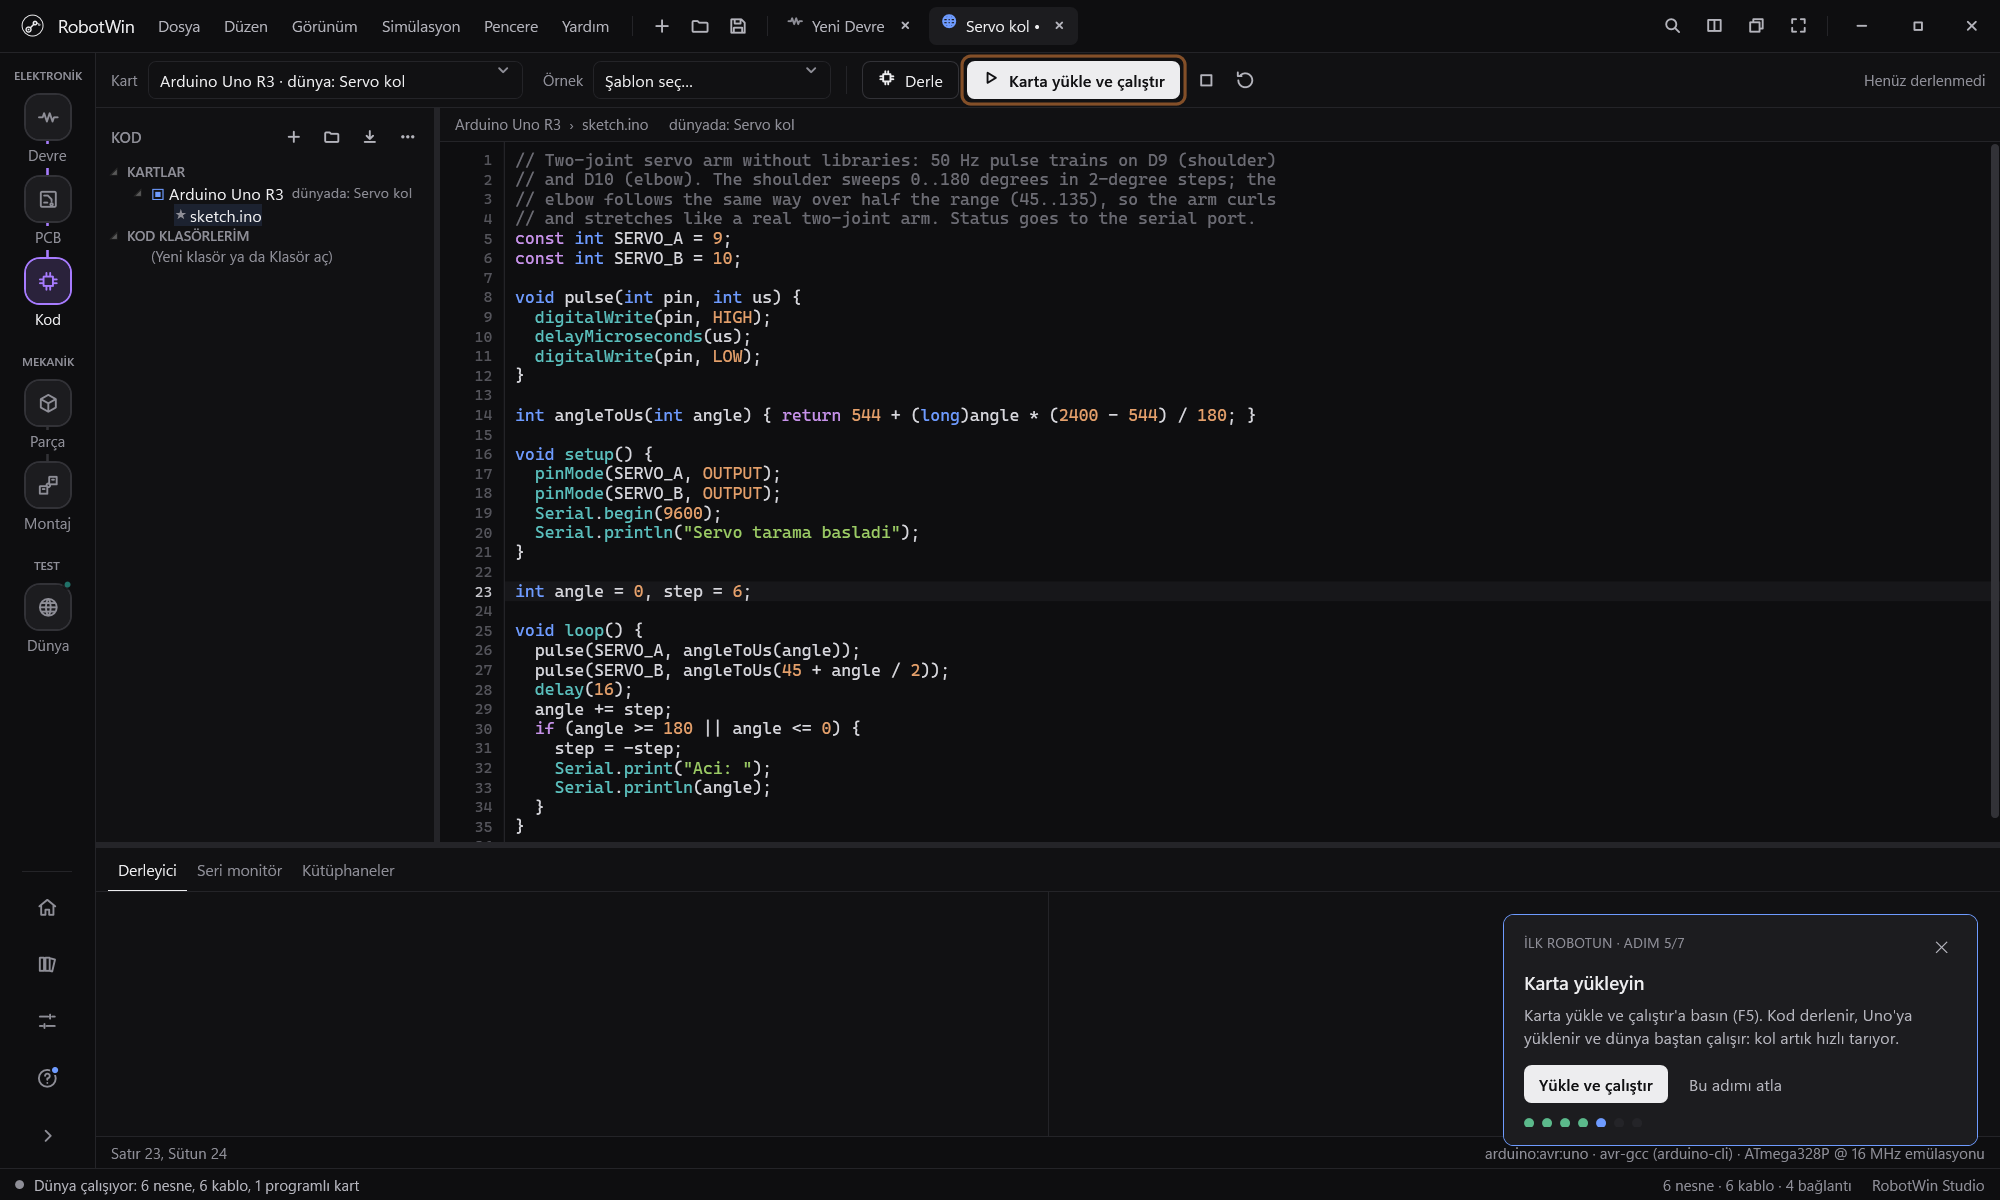 RobotWin Dosya Düzen Görünüm Simülasyon Pencere Yardım Yeni Devre Servo kol •
ELEKTRONİK
Devre
PCB
Kod
MEKANİK
Parça
Montaj
TEST
Dünya
Kart Arduino Uno R3 · dünya: Servo kol Örnek Şablon seç... Derle Karta yükle ve çalıştır Henüz derlenmedi
KOD
KARTLAR
Arduino Uno R3 dünyada: Servo kol
sketch.ino
KOD KLASÖRLERİM
(Yeni klasör ya da Klasör aç)
Arduino Uno R3 › sketch.ino dünyada: Servo kol
1 // Two-joint servo arm without libraries: 50 Hz pulse trains on D9 (shoulder)
2 // and D10 (elbow). The shoulder sweeps 0..180 degrees in 2-degree steps; the
3 // elbow follows the same way over half the range (45..135), so the arm curls
4 // and stretches like a real two-joint arm. Status goes to the serial port.
5 const int SERVO_A = 9;
6 const int SERVO_B = 10;
7
8 void pulse(int pin, int us) {
9   digitalWrite(pin, HIGH);
10   delayMicroseconds(us);
11   digitalWrite(pin, LOW);
12 }
13
14 int angleToUs(int angle) { return 544 + (long)angle * (2400 - 544) / 180; }
15
16 void setup() {
17   pinMode(SERVO_A, OUTPUT);
18   pinMode(SERVO_B, OUTPUT);
19   Serial.begin(9600);
20   Serial.println("Servo tarama basladi");
21 }
22
23 int angle = 0, step = 6;
24
25 void loop() {
26   pulse(SERVO_A, angleToUs(angle));
27   pulse(SERVO_B, angleToUs(45 + angle / 2));
28   delay(16);
29   angle += step;
30   if (angle >= 180 || angle <= 0) {
31     step = -step;
32     Serial.print("Aci: ");
33     Serial.println(angle);
34   }
35 }
Derleyici Seri monitör Kütüphaneler
İLK ROBOTUN · ADIM 5/7
Karta yükleyin
Karta yükle ve çalıştır'a basın (F5). Kod derlenir, Uno'ya
yüklenir ve dünya baştan çalışır: kol artık hızlı tarıyor.
Yükle ve çalıştır Bu adımı atla
Satır 23, Sütun 24 arduino:avr:uno · avr-gcc (arduino-cli) · ATmega328P @ 16 MHz emülasyonu
Dünya çalışıyor: 6 nesne, 6 kablo, 1 programlı kart 6 nesne · 6 kablo · 4 bağlantı RobotWin Studio